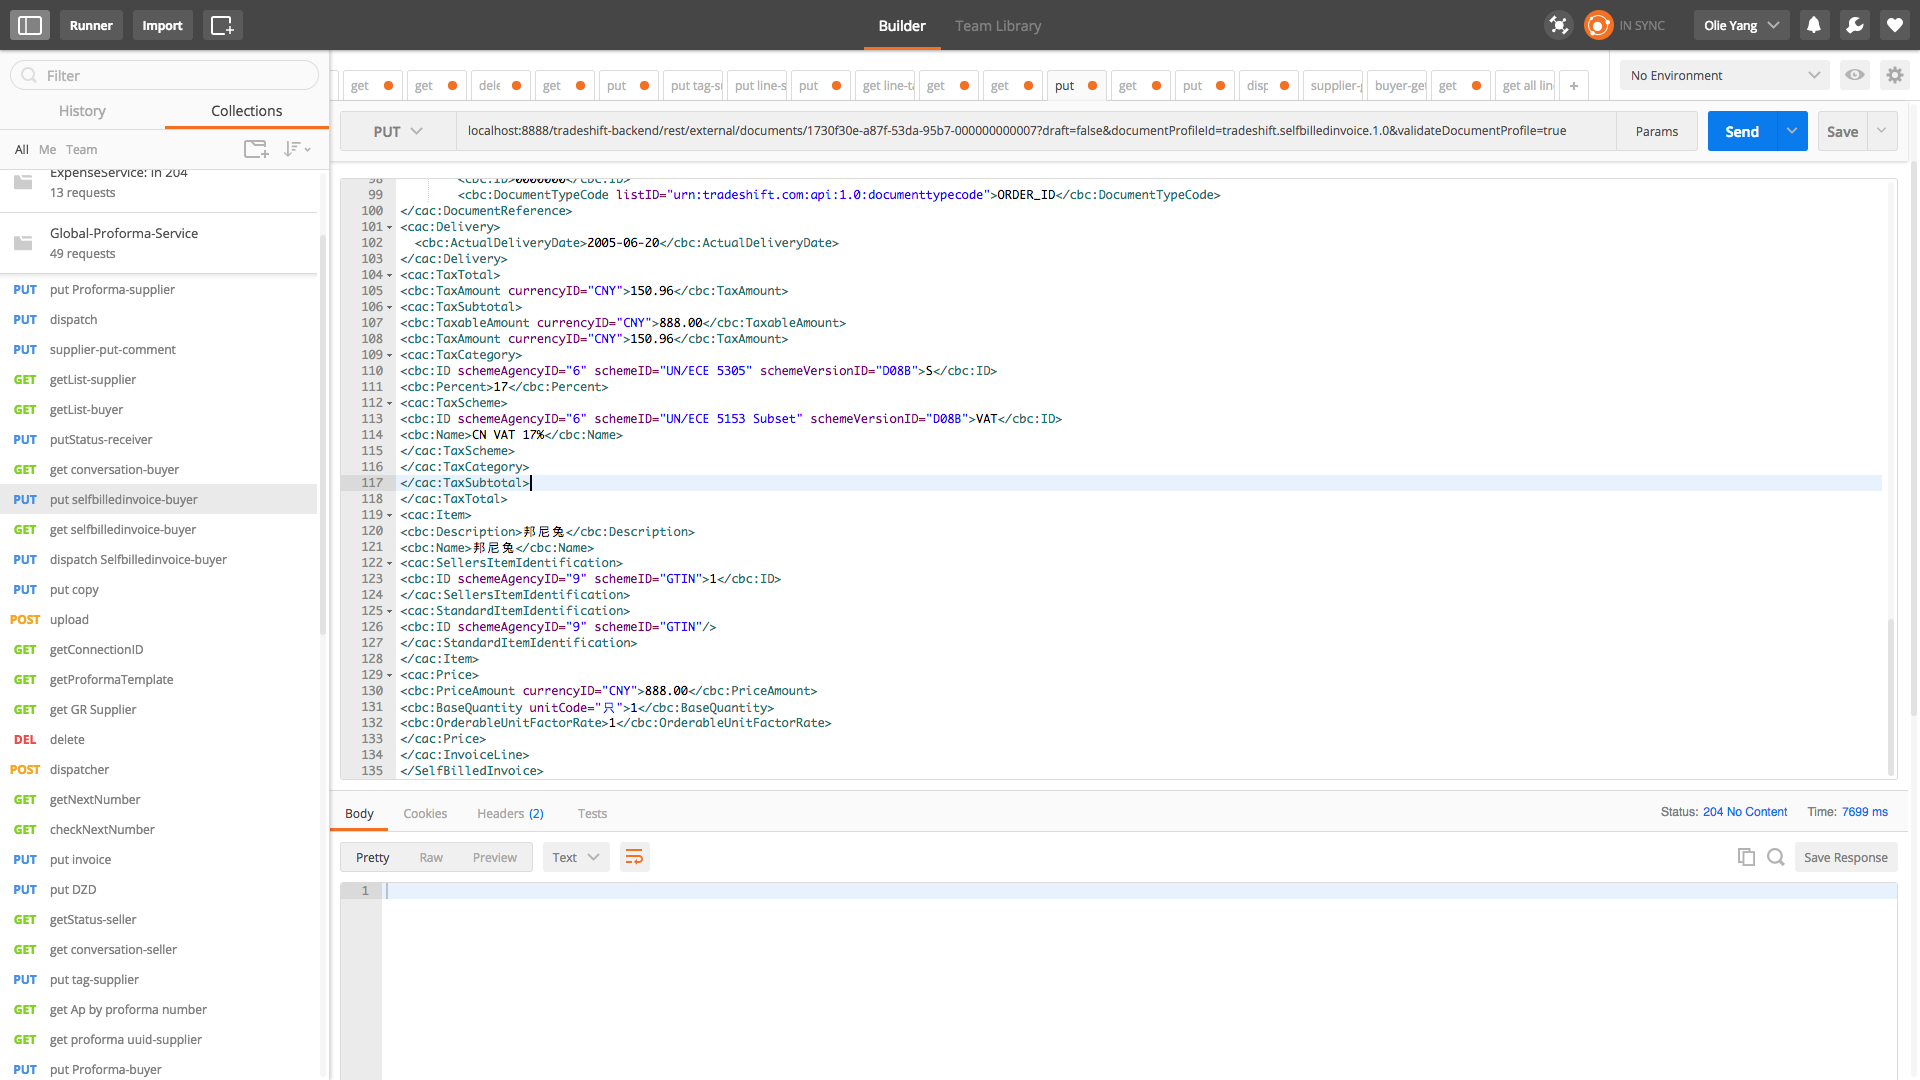 Runner
Import
Builder
Team Library
IN SYNC
Olie Yang
Filter
History
Collections
All
Me
Team
ExpenseService: in 204
13 requests
Global-Proforma-Service
49 requests
PUT put Proforma-supplier
PUT dispatch
PUT supplier-put-comment
GET getList-supplier
GET getList-buyer
PUT putStatus-receiver
GET get conversation-buyer
PUT put selfbilledinvoice-buyer
GET get selfbilledinvoice-buyer
PUT dispatch Selfbilledinvoice-buyer
PUT put copy
POST upload
GET getConnectionID
GET getProformaTemplate
GET get GR Supplier
DEL delete
POST dispatcher
GET getNextNumber
GET checkNextNumber
PUT put invoice
PUT put DZD
GET getStatus-seller
GET get conversation-seller
PUT put tag-supplier
GET get Ap by proforma number
GET get proforma uuid-supplier
PUT put Proforma-buyer
get
get
dele
get
put
put tag-s
put line-s
put
get line-t
get
get
put
get
put
disp
supplier-
buyer-get
get
get all lin
+
No Environment
PUT
localhost:8888/tradeshift-backend/rest/external/documents/1730f30e-a87f-53da-95b7-000000000007?draft=false&documentProfileId=tradeshift.selfbilledinvoice.1.0&validateDocumentProfile=true
Params
Send
Save
98 <cbc:ID>0000000</cbc:ID>
99 <cbc:DocumentTypeCode listID="urn:tradeshift.com:api:1.0:documenttypecode">ORDER_ID</cbc:DocumentTypeCode>
100 </cac:DocumentReference>
101 <cac:Delivery>
102 <cbc:ActualDeliveryDate>2005-06-20</cbc:ActualDeliveryDate>
103 </cac:Delivery>
104 <cac:TaxTotal>
105 <cbc:TaxAmount currencyID="CNY">150.96</cbc:TaxAmount>
106 <cac:TaxSubtotal>
107 <cbc:TaxableAmount currencyID="CNY">888.00</cbc:TaxableAmount>
108 <cbc:TaxAmount currencyID="CNY">150.96</cbc:TaxAmount>
109 <cac:TaxCategory>
110 <cbc:ID schemeAgencyID="6" schemeID="UN/ECE 5305" schemeVersionID="D08B">S</cbc:ID>
111 <cbc:Percent>17</cbc:Percent>
112 <cac:TaxScheme>
113 <cbc:ID schemeAgencyID="6" schemeID="UN/ECE 5153 Subset" schemeVersionID="D08B">VAT</cbc:ID>
114 <cbc:Name>CN VAT 17%</cbc:Name>
115 </cac:TaxScheme>
116 </cac:TaxCategory>
117 </cac:TaxSubtotal>
118 </cac:TaxTotal>
119 <cac:Item>
120 <cbc:Description>邦尼兔</cbc:Description>
121 <cbc:Name>邦尼兔</cbc:Name>
122 <cac:SellersItemIdentification>
123 <cbc:ID schemeAgencyID="9" schemeID="GTIN">1</cbc:ID>
124 </cac:SellersItemIdentification>
125 <cac:StandardItemIdentification>
126 <cbc:ID schemeAgencyID="9" schemeID="GTIN"/>
127 </cac:StandardItemIdentification>
128 </cac:Item>
129 <cac:Price>
130 <cbc:PriceAmount currencyID="CNY">888.00</cbc:PriceAmount>
131 <cbc:BaseQuantity unitCode="只">1</cbc:BaseQuantity>
132 <cbc:OrderableUnitFactorRate>1</cbc:OrderableUnitFactorRate>
133 </cac:Price>
134 </cac:InvoiceLine>
135 </SelfBilledInvoice>
Body
Cookies
Headers (2)
Tests
Status: 204 No Content
Time: 7699 ms
Pretty
Raw
Preview
Text
Save Response
1